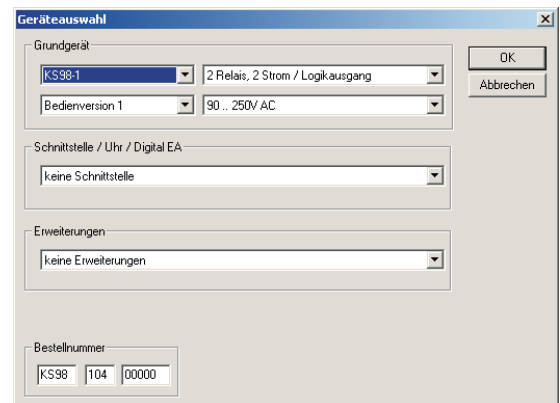 Geräteauswahl
Grundgerät
KS98-1
2 Relais, 2 Strom / Logikausgang
OK
Bedienversion 1
90 .. 250V AC
Abbrechen
Schnittstelle / Uhr / Digital EA
keine Schnittstelle
Erweiterungen
keine Erweiterungen
Bestellnummer
KS98 104 00000